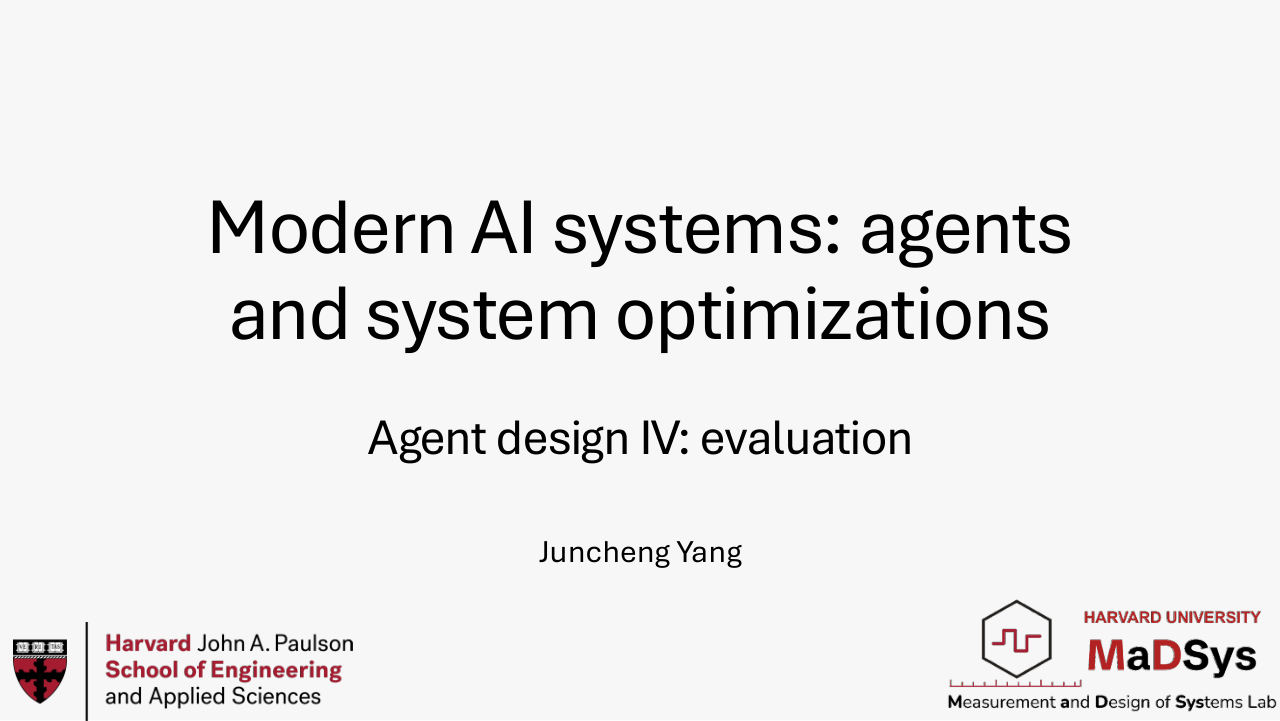 Modern AI systems: agents
and system optimizations
Agent design IV: evaluation
Juncheng Yang
Harvard John A. Paulson
School of Engineering
and Applied Sciences
HARVARD UNIVERSITY
MaDSys
Measurement and Design of Systems Lab